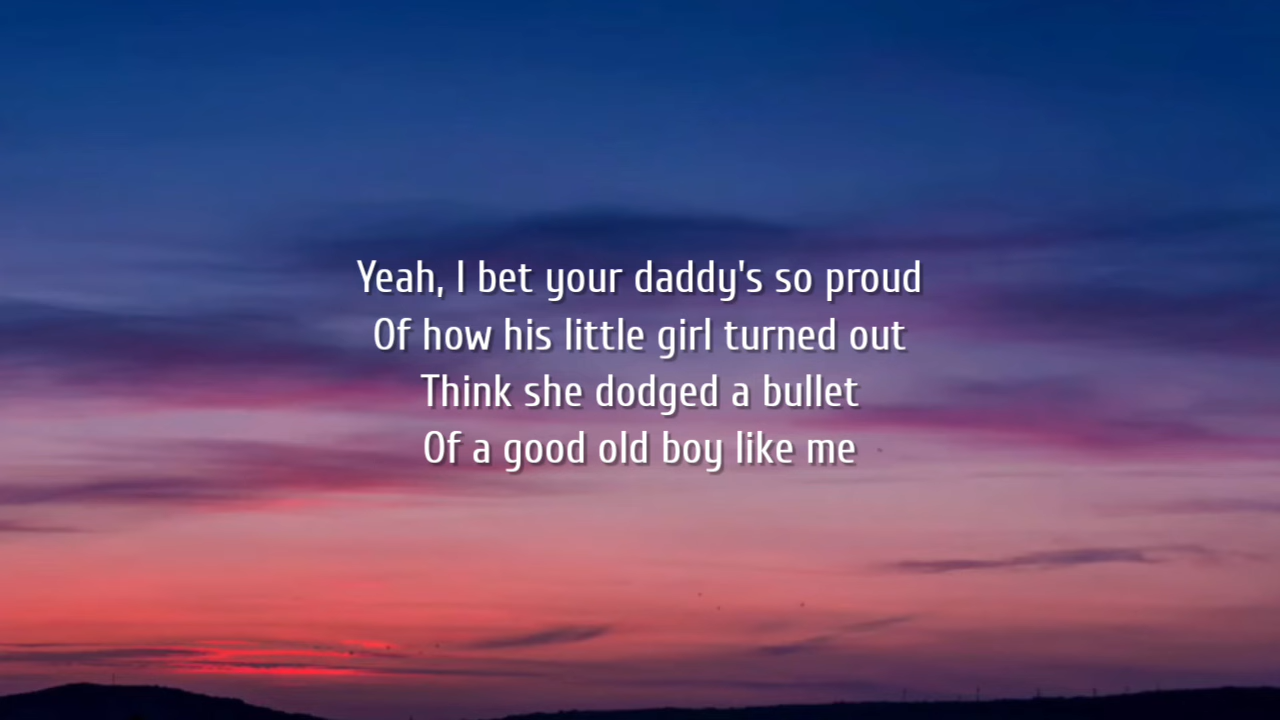 Yeah, I bet your daddy's so proud
Of how his little girl turned out
Think she dodged a bullet
Of a good old boy like me